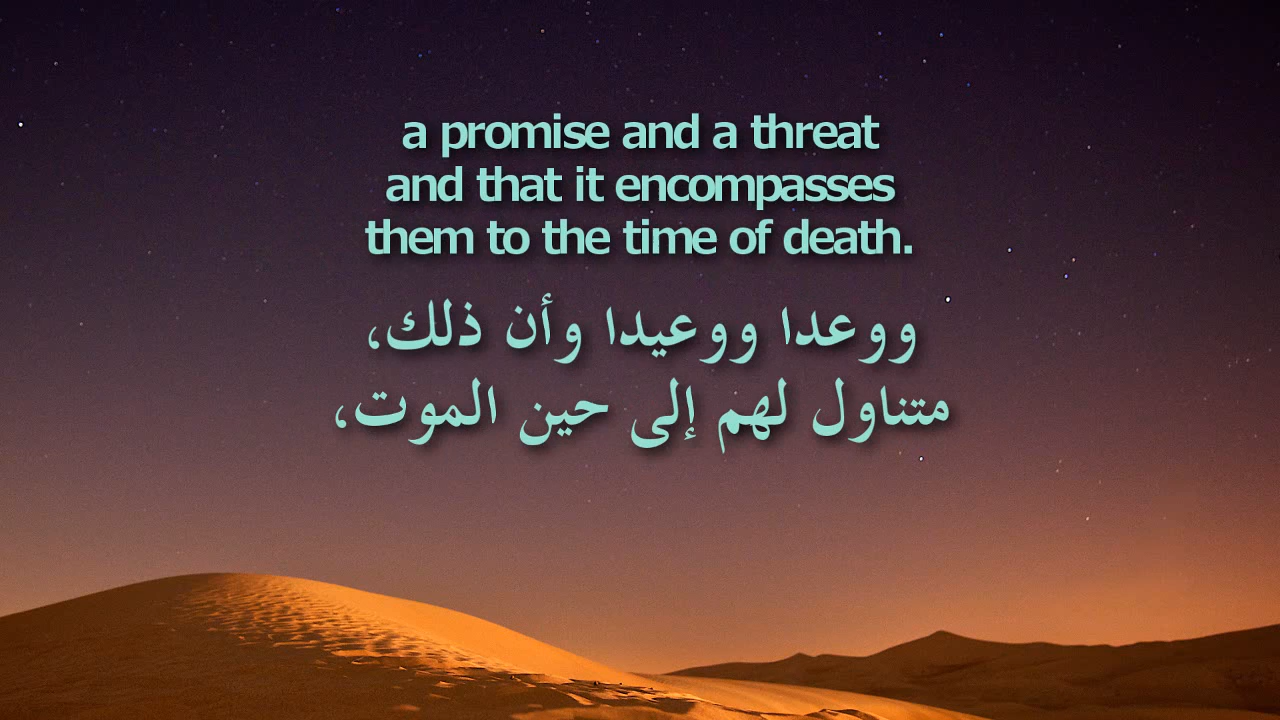 a promise and a threat
and that it encompasses
them to the time of death.
ووعدا ووعيدا وأن ذلك،
متناول لهم إلى حين الموت،